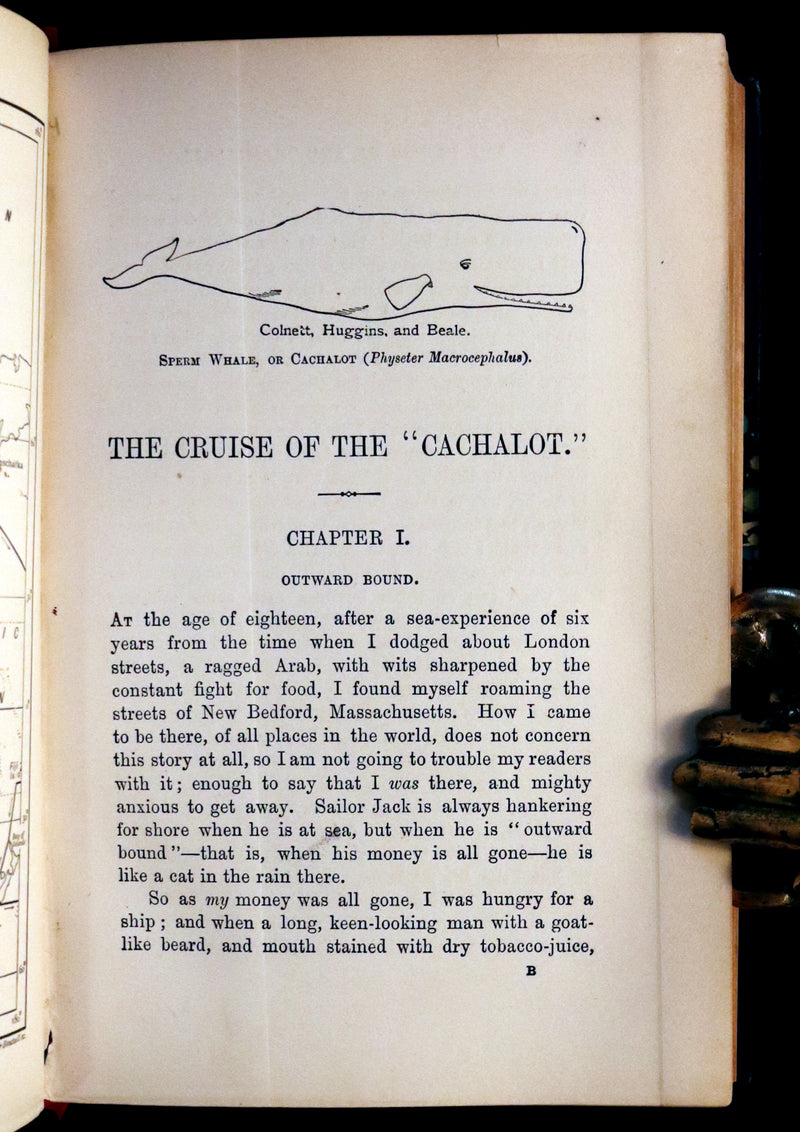 Colnett, Huggins, and Beale.
SPERM WHALE, OR CACHALOT (Physeter Macrocephalus).
THE CRUISE OF THE “CACHALOT.”
CHAPTER I.
OUTWARD BOUND.
AT the age of eighteen, after a sea-experience of six
years from the time when I dodged about London
streets, a ragged Arab, with wits sharpened by the
constant fight for food, I found myself roaming the
streets of New Bedford, Massachusetts. How I came
to be there, of all places in the world, does not concern
this story at all, so I am not going to trouble my readers
with it; enough to say that I was there, and mighty
anxious to get away. Sailor Jack is always hankering
for shore when he is at sea, but when he is “outward
bound”—that is, when his money is all gone—he is
like a cat in the rain there.
So as my money was all gone, I was hungry for a
ship; and when a long, keen-looking man with a goat-
like beard, and mouth stained with dry tobacco-juice,
B